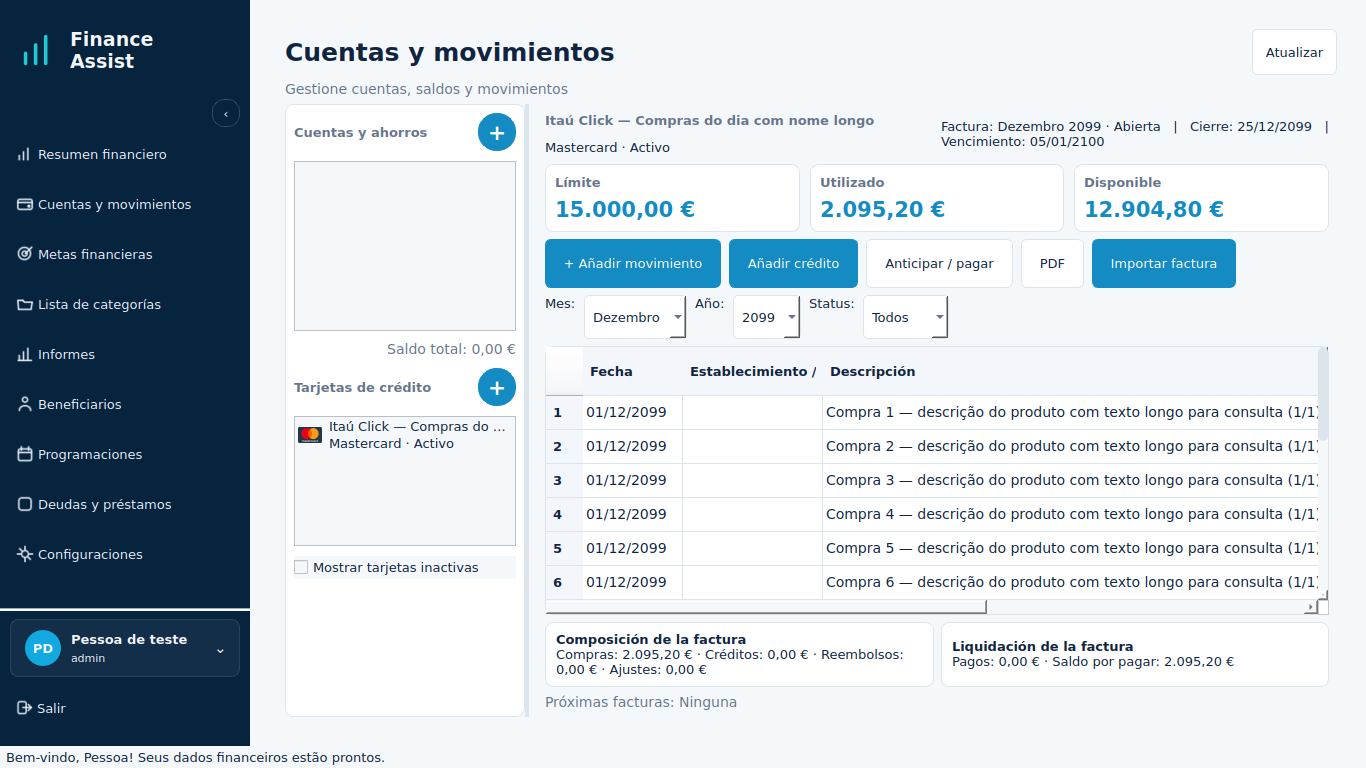 Finance
Assist
‹
Resumen financiero
Cuentas y movimientos
Metas financieras
Lista de categorías
Informes
Beneficiarios
Programaciones
Deudas y préstamos
Configuraciones
PD
Pessoa de teste
admin
Salir
Cuentas y movimientos
Atualizar
Gestione cuentas, saldos y movimientos
Cuentas y ahorros
+
Saldo total: 0,00 €
Tarjetas de crédito
+
Itaú Click — Compras do ...
Mastercard · Activo
Mostrar tarjetas inactivas
Itaú Click — Compras do dia com nome longo
Mastercard · Activo
Factura: Dezembro 2099 · Abierta | Cierre: 25/12/2099 |
Vencimiento: 05/01/2100
Límite
15.000,00 €
Utilizado
2.095,20 €
Disponible
12.904,80 €
+ Añadir movimiento
Añadir crédito
Anticipar / pagar
PDF
Importar factura
Mes: Dezembro Año: 2099 Status: Todos
Fecha Establecimiento / Descripción
1 01/12/2099 Compra 1 — descrição do produto com texto longo para consulta (1/1)
2 01/12/2099 Compra 2 — descrição do produto com texto longo para consulta (1/1)
3 01/12/2099 Compra 3 — descrição do produto com texto longo para consulta (1/1)
4 01/12/2099 Compra 4 — descrição do produto com texto longo para consulta (1/1)
5 01/12/2099 Compra 5 — descrição do produto com texto longo para consulta (1/1)
6 01/12/2099 Compra 6 — descrição do produto com texto longo para consulta (1/1)
Composición de la factura
Compras: 2.095,20 € · Créditos: 0,00 € · Reembolsos:
0,00 € · Ajustes: 0,00 €
Liquidación de la factura
Pagos: 0,00 € · Saldo por pagar: 2.095,20 €
Próximas facturas: Ninguna
Bem-vindo, Pessoa! Seus dados financeiros estão prontos.